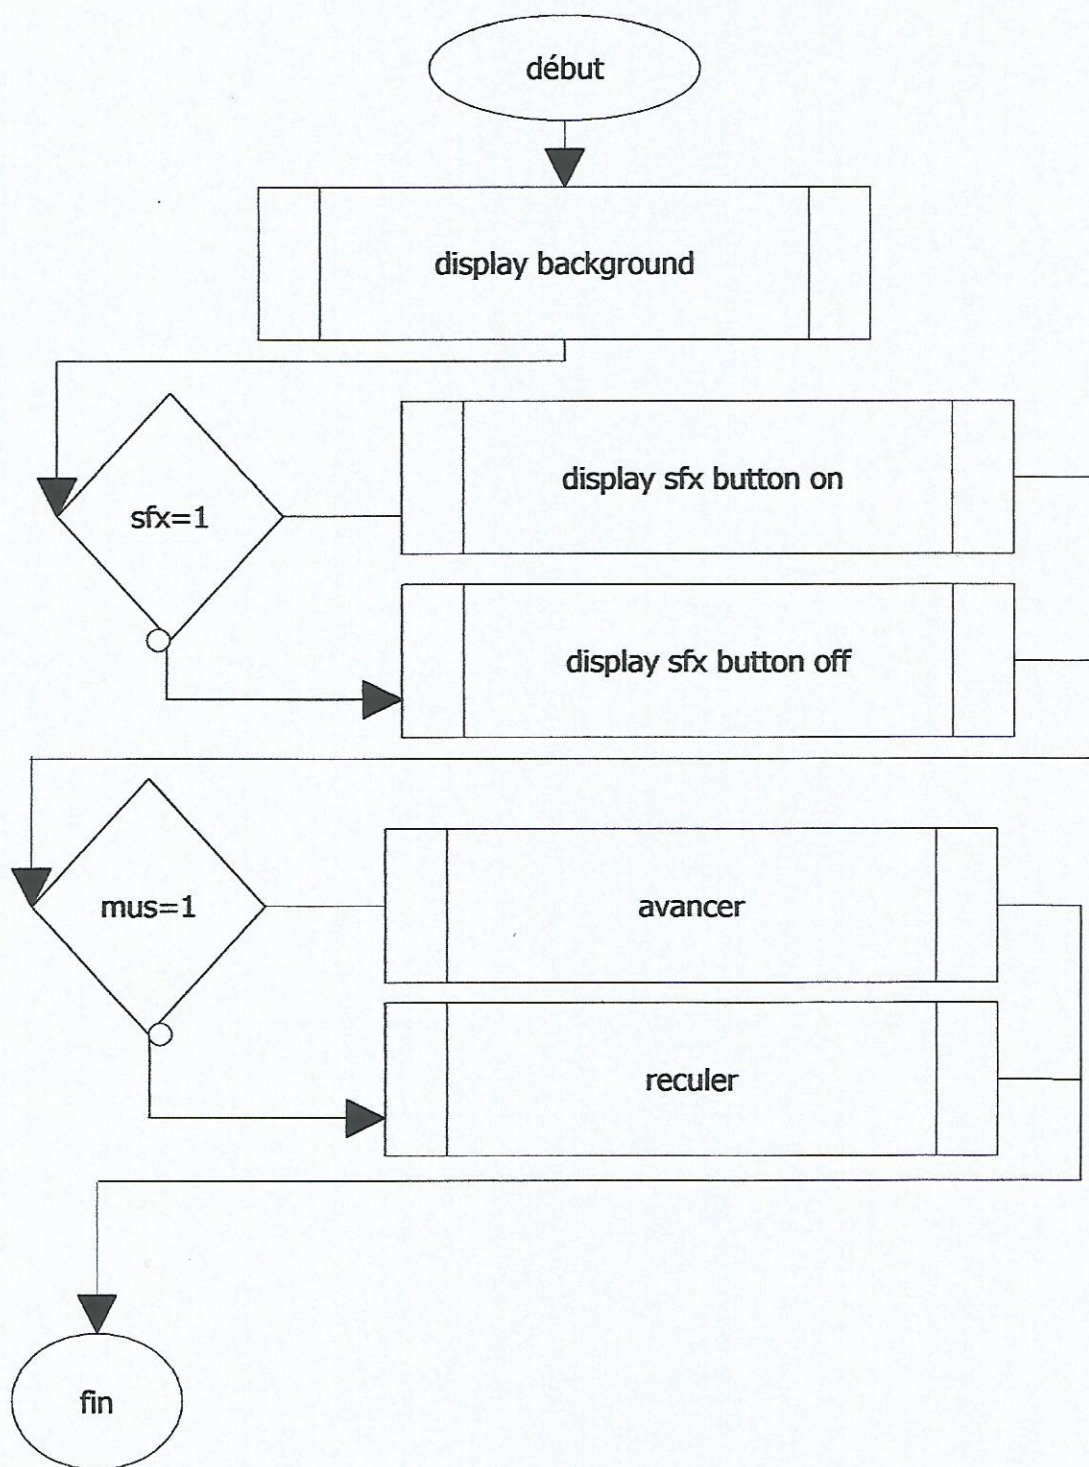 début
display background
display sfx button on
sfx=1
display sfx button off
mus=1
avancer
reculer
fin